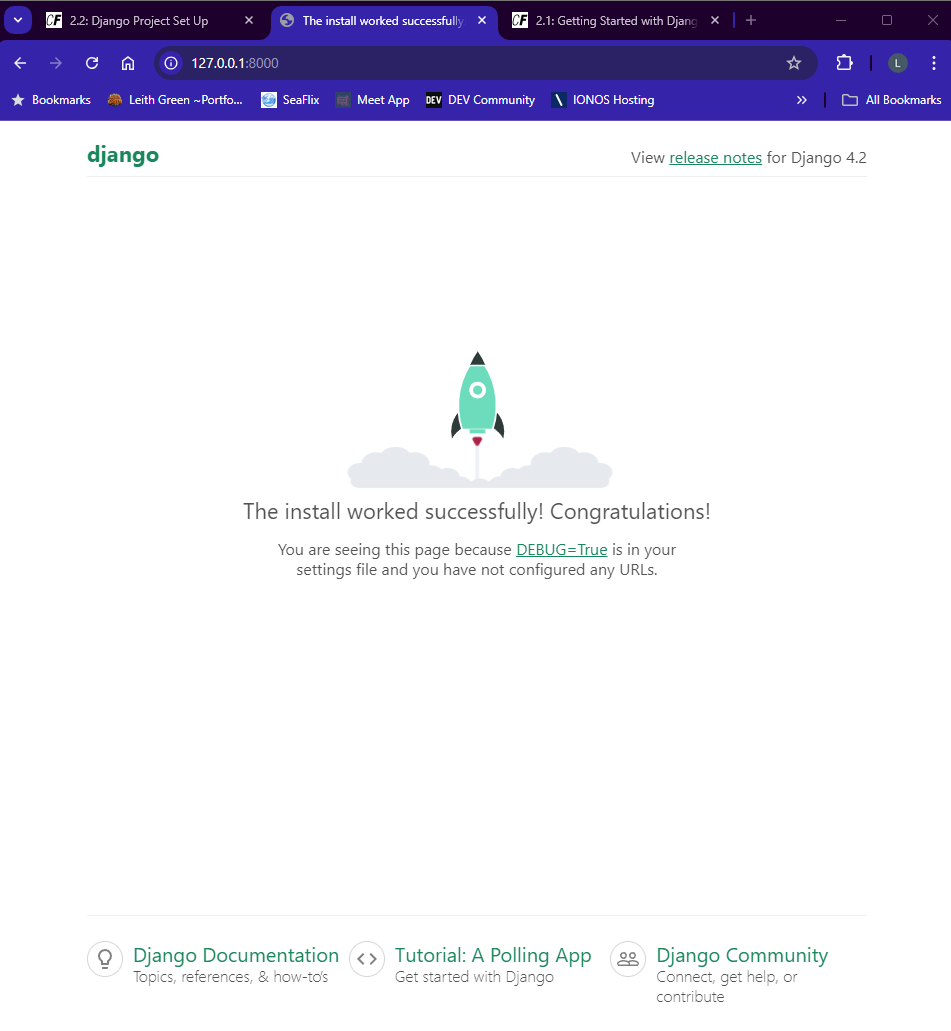 CF 2.2: Django Project Set Up
The install worked successfully
CF 2.1: Getting Started with Djang
127.0.0.1:8000
L
Bookmarks
Leith Green ~Portfo...
SeaFlix
Meet App
DEV DEV Community
IONOS Hosting
All Bookmarks
django
View release notes for Django 4.2
The install worked successfully! Congratulations!
You are seeing this page because DEBUG=True is in your
settings file and you have not configured any URLs.
Django Documentation
Topics, references, & how-to’s
Tutorial: A Polling App
Get started with Django
Django Community
Connect, get help, or
contribute